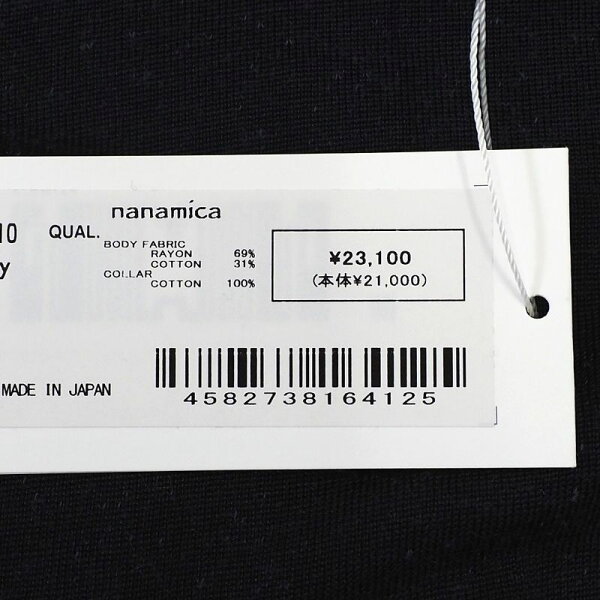 nanamica
10 QUAL.
BODY FABRIC
RAYON 69%
COTTON 31%
COLLAR
COTTON 100%
y
¥23,100
(本体¥21,000)
MADE IN JAPAN
4582738164125